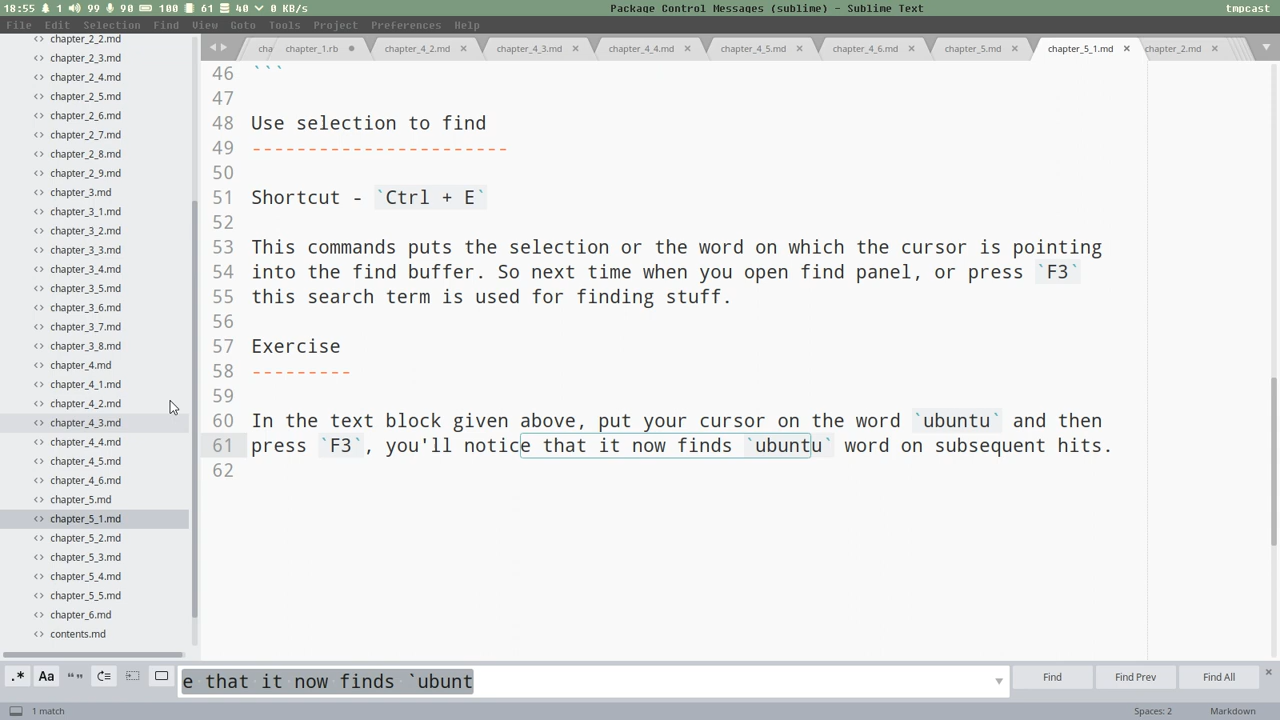 18:55 1 99 90 100 61 40 0 KB/s Package Control Messages (sublime) - Sublime Text tmpcast
File Edit Selection Find View Goto Tools Project Preferences Help
cha chapter_1.rb chapter_4_2.md chapter_4_3.md chapter_4_4.md chapter_4_5.md chapter_4_6.md chapter_5.md chapter_5_1.md chapter_2.md
chapter_2_2.md
chapter_2_3.md
chapter_2_4.md
chapter_2_5.md
chapter_2_6.md
chapter_2_7.md
chapter_2_8.md
chapter_2_9.md
chapter_3.md
chapter_3_1.md
chapter_3_2.md
chapter_3_3.md
chapter_3_4.md
chapter_3_5.md
chapter_3_6.md
chapter_3_7.md
chapter_3_8.md
chapter_4.md
chapter_4_1.md
chapter_4_2.md
chapter_4_3.md
chapter_4_4.md
chapter_4_5.md
chapter_4_6.md
chapter_5.md
chapter_5_1.md
chapter_5_2.md
chapter_5_3.md
chapter_5_4.md
chapter_5_5.md
chapter_6.md
contents.md
46 ```
47
48 Use selection to find
49 -----------------------
50
51 Shortcut - `Ctrl + E`
52
53 This commands puts the selection or the word on which the cursor is pointing
54 into the find buffer. So next time when you open find panel, or press `F3`
55 this search term is used for finding stuff.
56
57 Exercise
58 ---------
59
60 In the text block given above, put your cursor on the word `ubuntu` and then
61 press `F3`, you'll notice that it now finds `ubuntu` word on subsequent hits.
62
.* Aa "" e that it now finds `ubunt Find Find Prev Find All
1 match Spaces: 2 Markdown